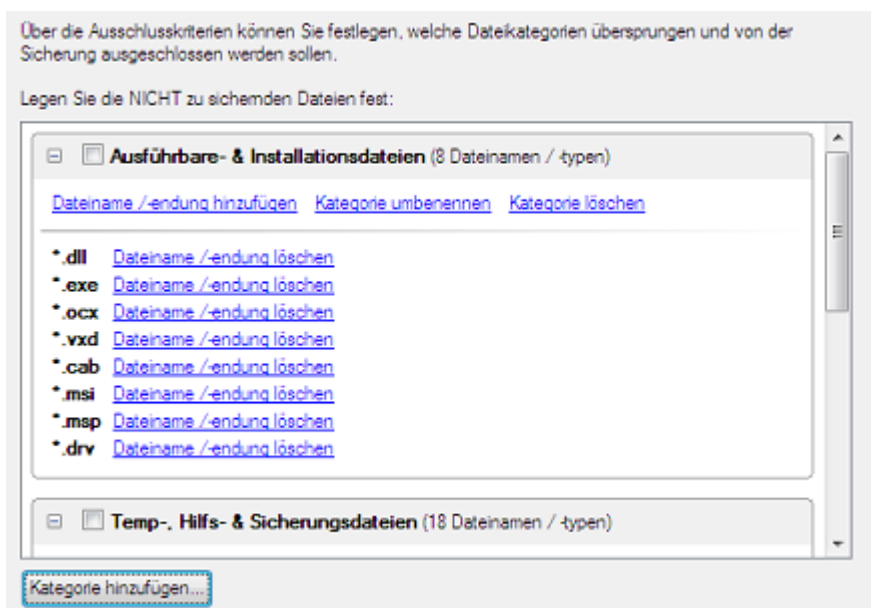 Über die Ausschlusskriterien können Sie festlegen, welche Dateikategorien übersprungen und von der
Sicherung ausgeschlossen werden sollen.
Legen Sie die NICHT zu sichernden Dateien fest:
Ausführbare- & Installationsdateien (8 Dateinamen / -typen)
Dateiname /-endung hinzufügen Kategorie umbenennen Kategorie löschen
*.dll Dateiname /-endung löschen
*.exe Dateiname /-endung löschen
*.ocx Dateiname /-endung löschen
*.vxd Dateiname /-endung löschen
*.cab Dateiname /-endung löschen
*.msi Dateiname /-endung löschen
*.msp Dateiname /-endung löschen
*.drv Dateiname /-endung löschen
Temp-, Hilfs- & Sicherungsdateien (18 Dateinamen / -typen)
Kategorie hinzufügen...